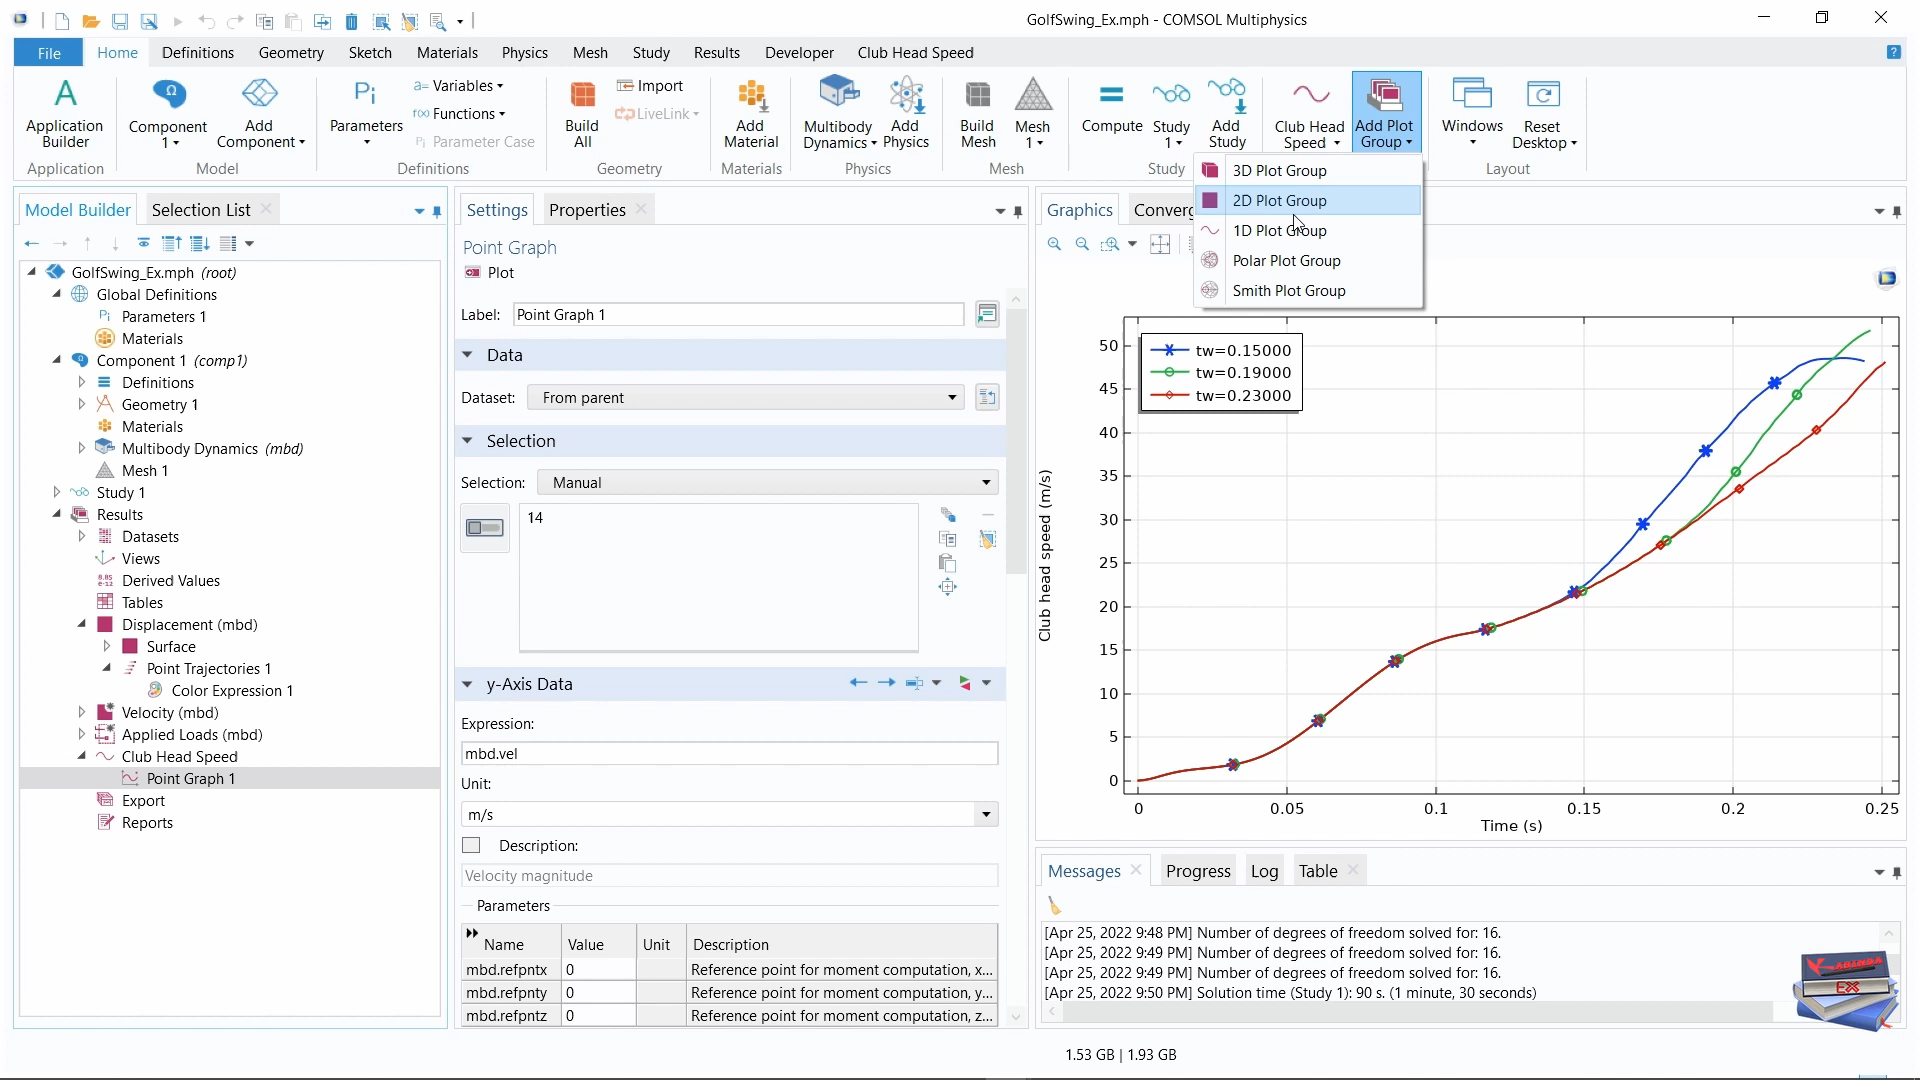 GolfSwing_Ex.mph - COMSOL Multiphysics
File Home Definitions Geometry Sketch Materials Physics Mesh Study Results Developer Club Head Speed
Application Builder
Component 1
Add Component
Parameters
a= Variables
f(x) Functions
Pi Parameter Case
Build All
Import
LiveLink
Add Material
Multibody Dynamics
Add Physics
Build Mesh
Mesh 1
Compute
Study 1
Add Study
Club Head Speed
Add Plot Group
Windows
Reset Desktop
Application Model Definitions Geometry Materials Physics Mesh Study Layout
3D Plot Group
2D Plot Group
1D Plot Group
Polar Plot Group
Smith Plot Group
Model Builder Selection List
GolfSwing_Ex.mph (root)
Global Definitions
Pi Parameters 1
Materials
Component 1 (comp1)
Definitions
Geometry 1
Materials
Multibody Dynamics (mbd)
Mesh 1
Study 1
Results
Datasets
Views
8.85 e-12 Derived Values
Tables
Displacement (mbd)
Surface
Point Trajectories 1
Color Expression 1
Velocity (mbd)
Applied Loads (mbd)
Club Head Speed
Point Graph 1
Export
Reports
Settings Properties
Point Graph
Plot
Label: Point Graph 1
Data
Dataset: From parent
Selection
Selection: Manual
14
y-Axis Data
Expression:
mbd.vel
Unit:
m/s
Description:
Velocity magnitude
Parameters
Name Value Unit Description
mbd.refpntx 0 Reference point for moment computation, x...
mbd.refpnty 0 Reference point for moment computation, y...
mbd.refpntz 0 Reference point for moment computation, z...
Graphics Converg
tw=0.15000
tw=0.19000
tw=0.23000
Club head speed (m/s)
50
45
40
35
30
25
20
15
10
5
0
0 0.05 0.1 0.15 0.2 0.25
Time (s)
Messages Progress Log Table
[Apr 25, 2022 9:48 PM] Number of degrees of freedom solved for: 16.
[Apr 25, 2022 9:49 PM] Number of degrees of freedom solved for: 16.
[Apr 25, 2022 9:49 PM] Number of degrees of freedom solved for: 16.
[Apr 25, 2022 9:50 PM] Solution time (Study 1): 90 s. (1 minute, 30 seconds)
EX
1.53 GB | 1.93 GB